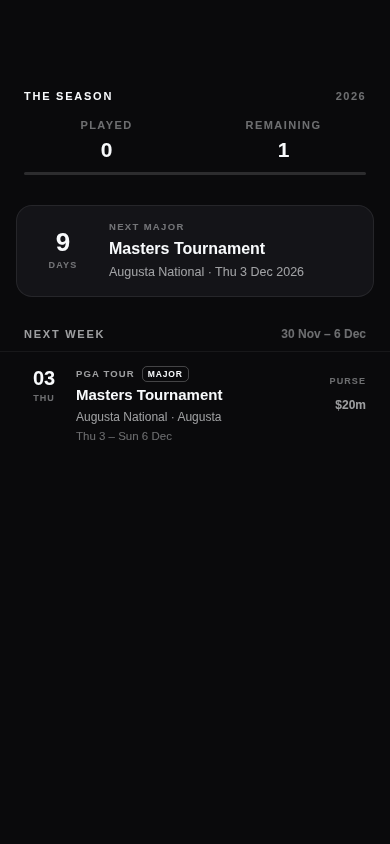 THE SEASON 2026
PLAYED REMAINING
0 1
9 DAYS
NEXT MAJOR
Masters Tournament
Augusta National · Thu 3 Dec 2026
NEXT WEEK 30 Nov – 6 Dec
03 THU
PGA TOUR MAJOR
Masters Tournament
Augusta National · Augusta
Thu 3 – Sun 6 Dec
PURSE
$20m